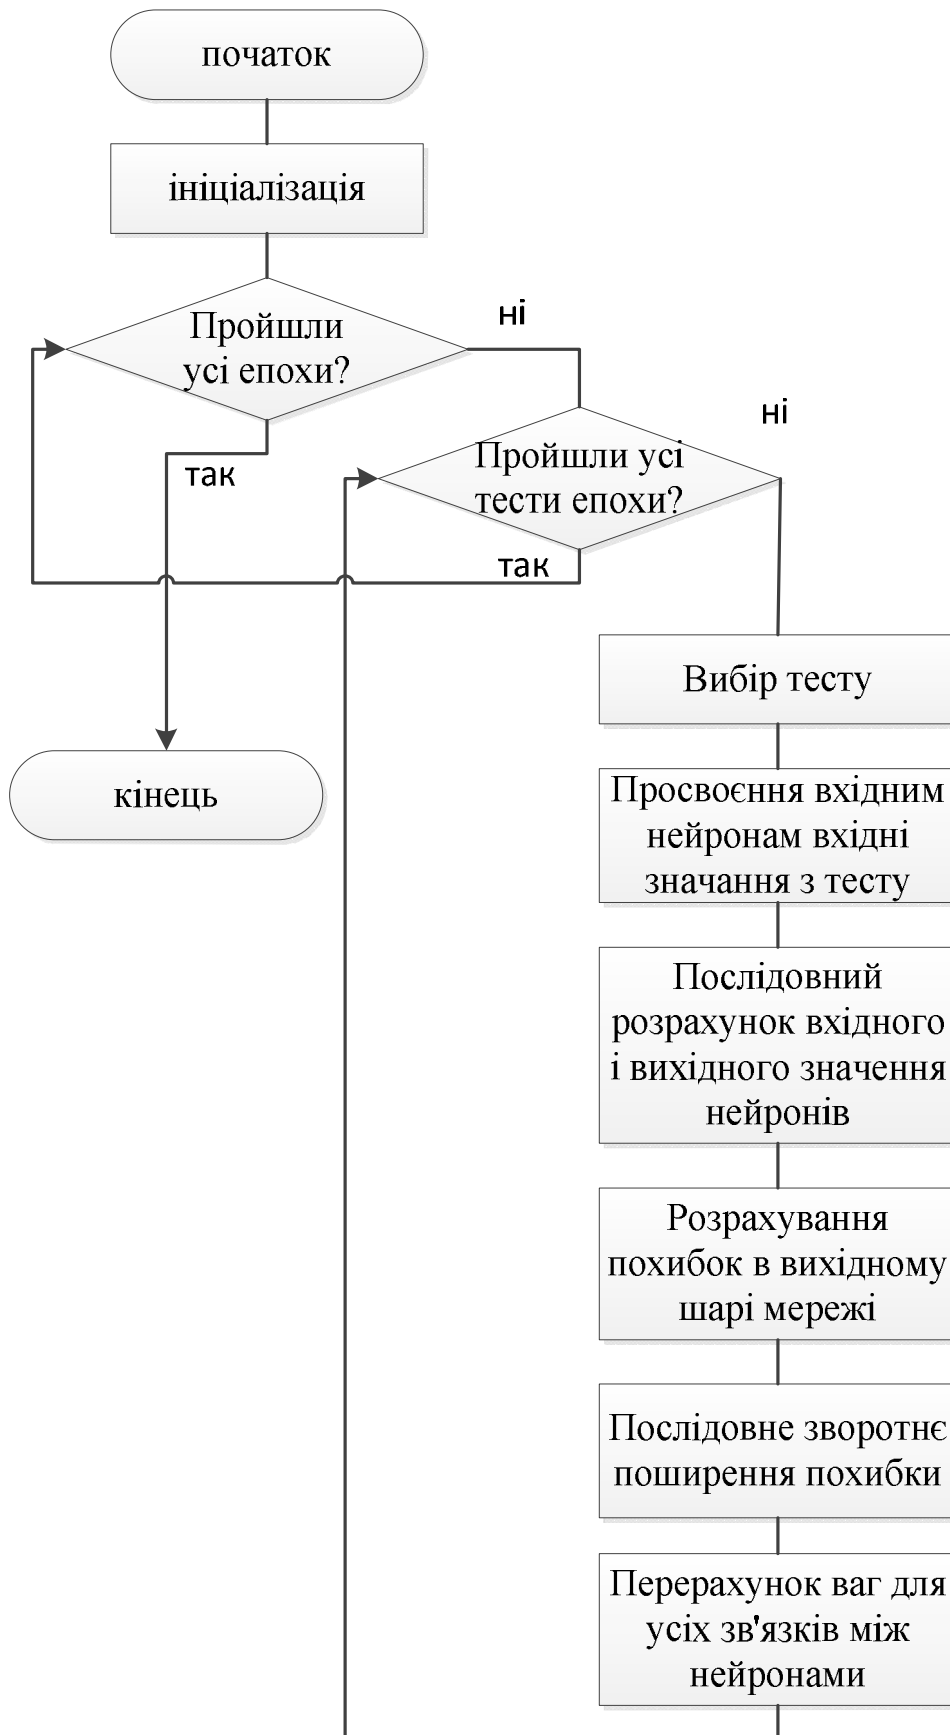 початок
ініціалізація
Пройшли
усі епохи?
ні
так
Пройшли усі
тести епохи?
ні
так
кінець
Вибір тесту
Просвоєння вхідним
нейронам вхідні
значання з тесту
Послідовний
розрахунок вхідного
і вихідного значення
нейронів
Розрахування
похибок в вихідному
шарі мережі
Послідовне зворотнє
поширення похибки
Перерахунок ваг для
усіх зв'язків між
нейронами